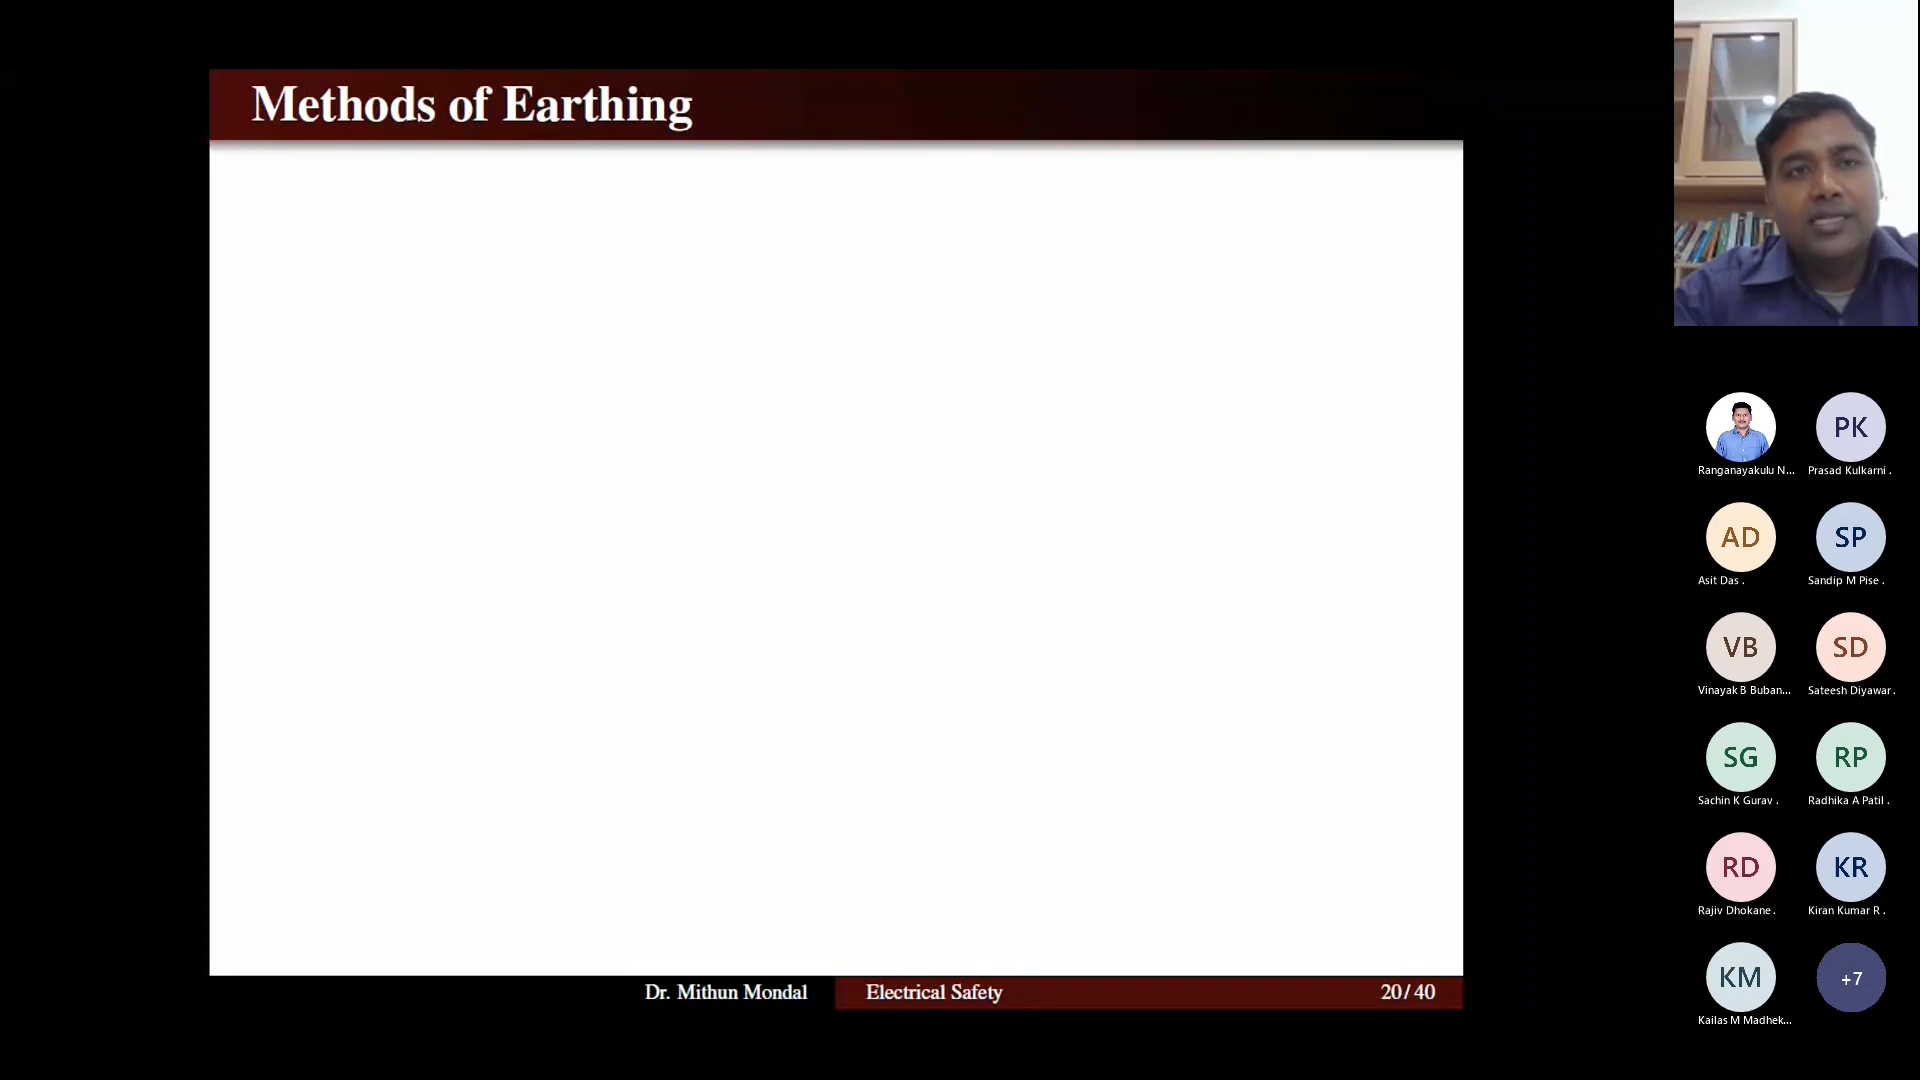 Methods of Earthing
Dr. Mithun Mondal
Electrical Safety
20/40
PK
Ranganayakulu N...
Prasad Kulkarni .
AD
SP
Asit Das .
Sandip M Pise .
VB
SD
Vinayak B Buban...
Sateesh Diyawar .
SG
RP
Sachin K Gurav .
Radhika A Patil .
RD
KR
Rajiv Dhokane .
Kiran Kumar R .
KM
+7
Kailas M Madhek...